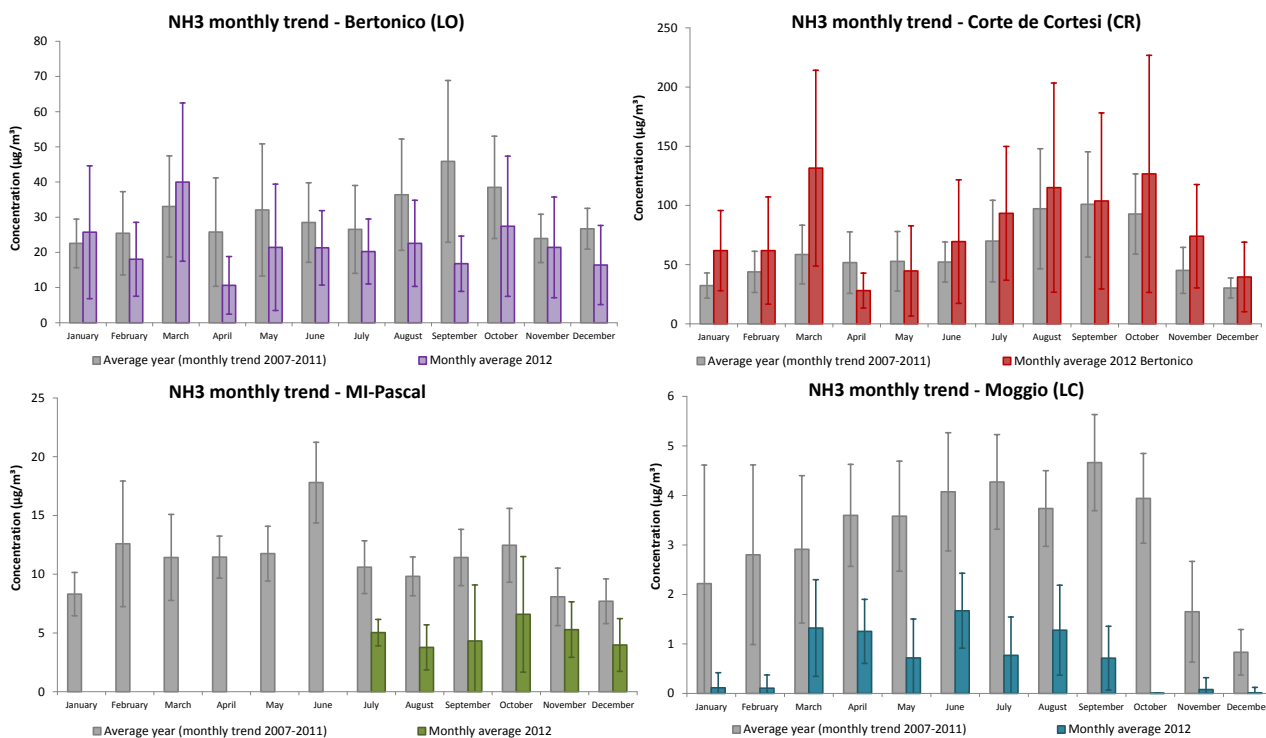 NH3 monthly trend - Bertonico (LO)
Concentration (µg/m³)
80
70
60
50
40
30
20
10
0
January February March April May June July August September October November December
Average year (monthly trend 2007-2011) Monthly average 2012
NH3 monthly trend - Corte de Cortesi (CR)
Concentration (µg/m³)
250
200
150
100
50
0
January February March April May June July August September October November December
Average year (monthly trend 2007-2011) Monthly average 2012 Bertonico
NH3 monthly trend - MI-Pascal
Concentration (µg/m³)
25
20
15
10
5
0
January February March April May June July August September October November December
Average year (monthly trend 2007-2011) Monthly average 2012
NH3 monthly trend - Moggio (LC)
Concentration (µg/m³)
6
5
4
3
2
1
0
January February March April May June July August September October November December
Average year (monthly trend 2007-2011) Monthly average 2012